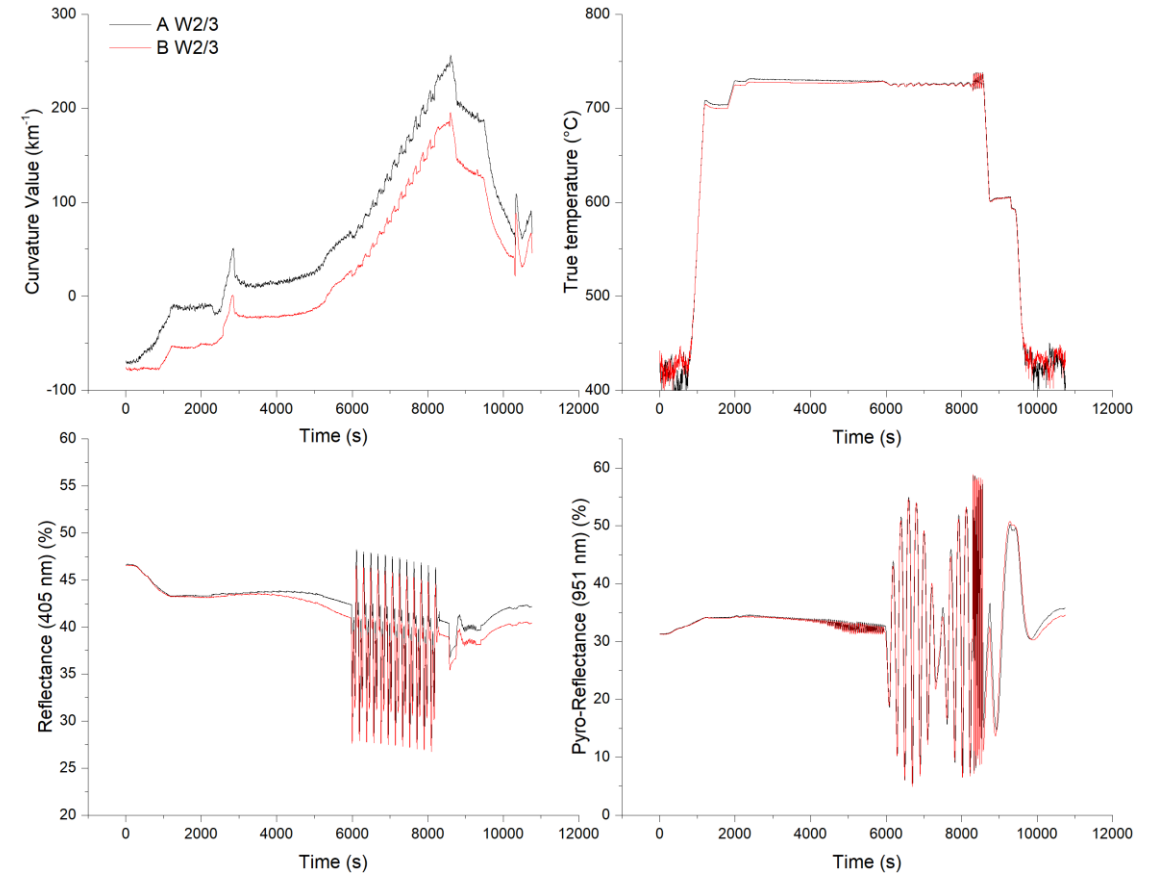 A W2/3
B W2/3
Curvature Value (km-1)
300
200
100
0
-100
0 2000 4000 6000 8000 10000 12000
Time (s)
True temperature (°C)
800
700
600
500
400
0 2000 4000 6000 8000 10000 12000
Time (s)
Reflectance (405 nm) (%)
60
55
50
45
40
35
30
25
20
0 2000 4000 6000 8000 10000 12000
Time (s)
Pyro-Reflectance (951 nm) (%)
60
50
40
30
20
10
0
0 2000 4000 6000 8000 10000 12000
Time (s)